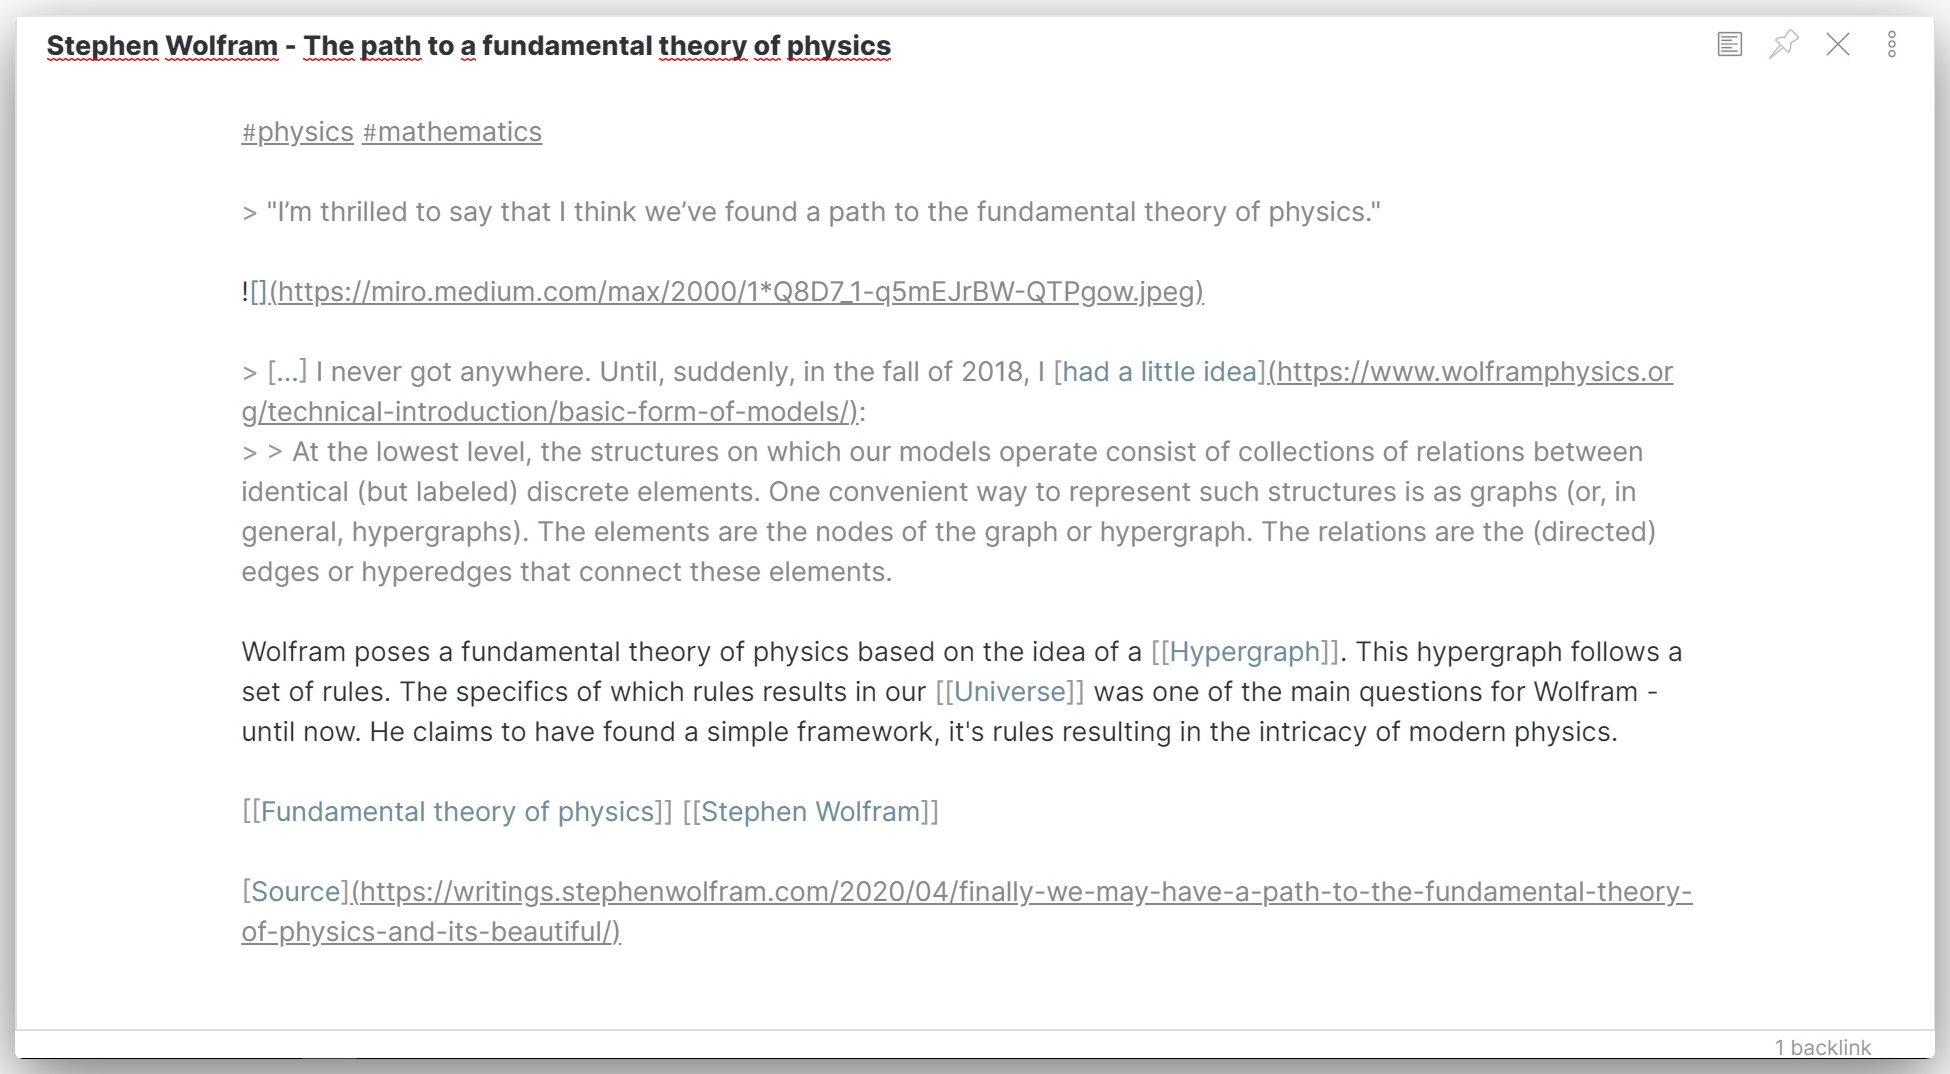 Stephen Wolfram - The path to a fundamental theory of physics
#physics #mathematics
> "I’m thrilled to say that I think we’ve found a path to the fundamental theory of physics."
![](https://miro.medium.com/max/2000/1*Q8D7_1-q5mEJrBW-QTPgow.jpeg)
> [...] I never got anywhere. Until, suddenly, in the fall of 2018, I [had a little idea](https://www.wolframphysics.or
g/technical-introduction/basic-form-of-models/):
> > At the lowest level, the structures on which our models operate consist of collections of relations between
identical (but labeled) discrete elements. One convenient way to represent such structures is as graphs (or, in
general, hypergraphs). The elements are the nodes of the graph or hypergraph. The relations are the (directed)
edges or hyperedges that connect these elements.
Wolfram poses a fundamental theory of physics based on the idea of a [[Hypergraph]]. This hypergraph follows a
set of rules. The specifics of which rules results in our [[Universe]] was one of the main questions for Wolfram -
until now. He claims to have found a simple framework, it's rules resulting in the intricacy of modern physics.
[[Fundamental theory of physics]] [[Stephen Wolfram]]
[Source](https://writings.stephenwolfram.com/2020/04/finally-we-may-have-a-path-to-the-fundamental-theory-
of-physics-and-its-beautiful/)
1 backlink